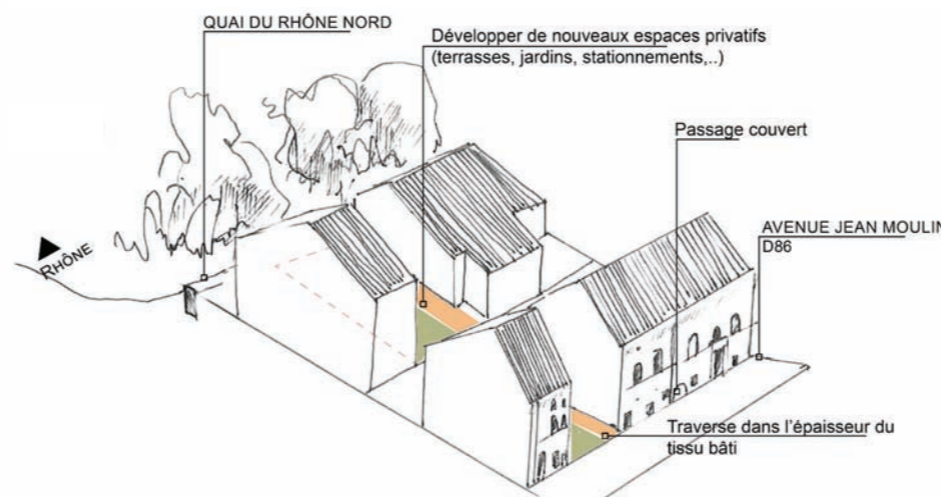 QUAI DU RHÔNE NORD
Développer de nouveaux espaces privatifs
(terrasses, jardins, stationnements,..)
Passage couvert
AVENUE JEAN MOULIN
D86
RHÔNE
Traverse dans l'épaisseur du
tissu bâti